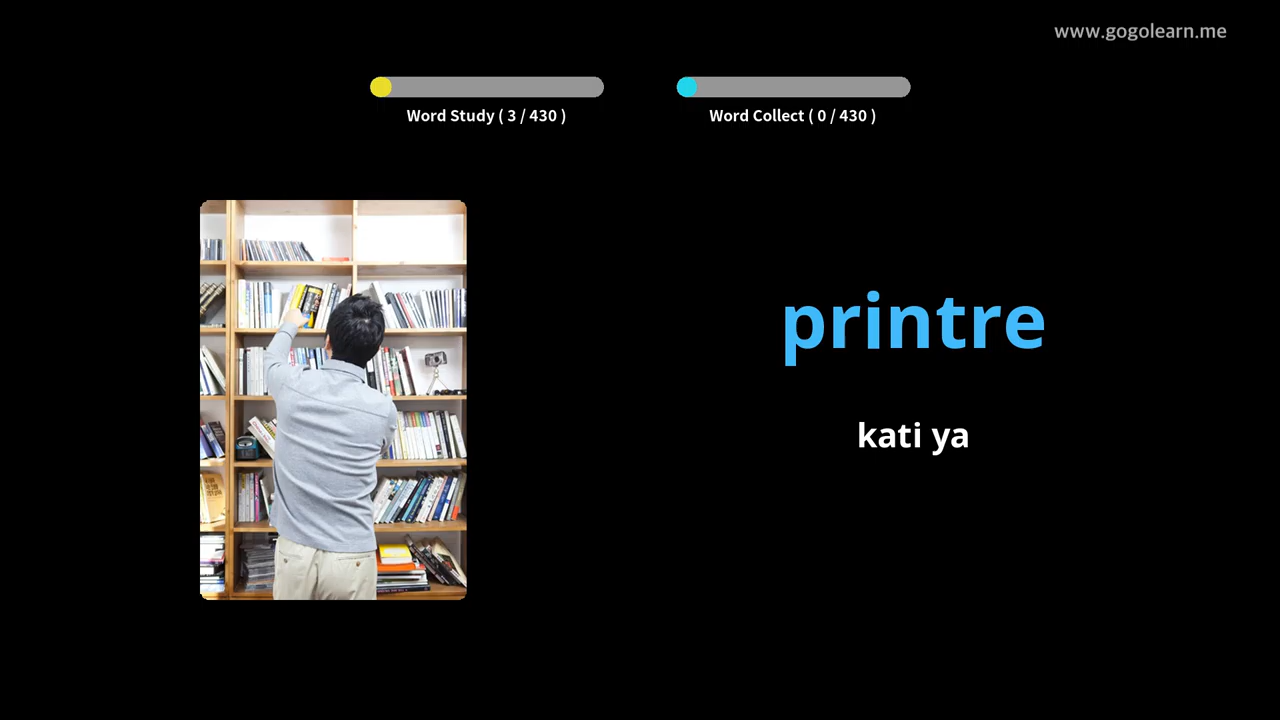 www.gogolearn.me
Word Study ( 3 / 430 )
Word Collect ( 0 / 430 )
printre
kati ya